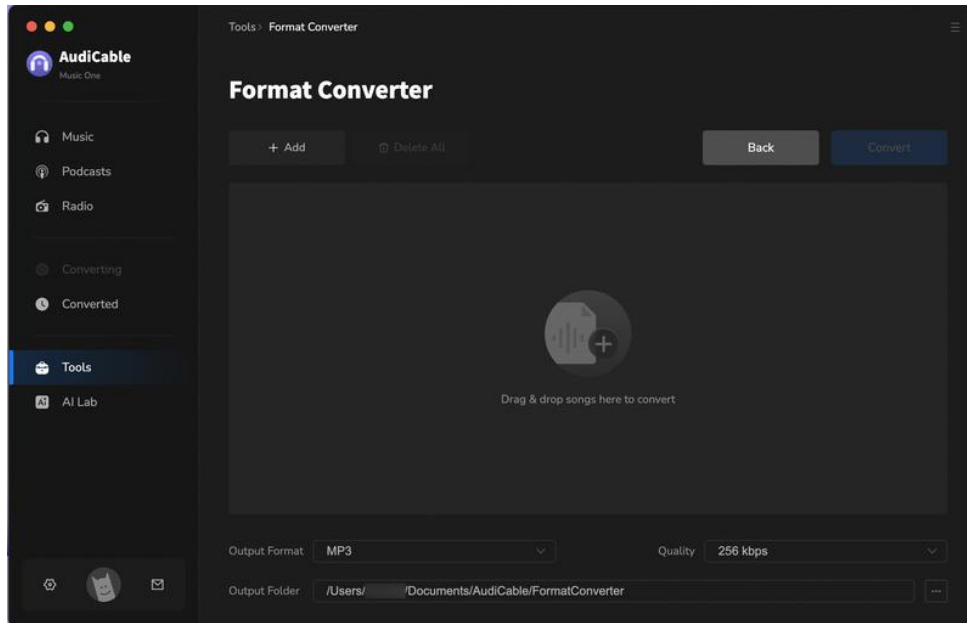 Tools > Format Converter
AudiCable
Music One
Format Converter
Music
Podcasts
Radio
Converting
Converted
Tools
Ai AI Lab
+ Add
Delete All
Back
Convert
Drag & drop songs here to convert
Output Format MP3
Quality 256 kbps
Output Folder /Users/ /Documents/AudiCable/FormatConverter
...